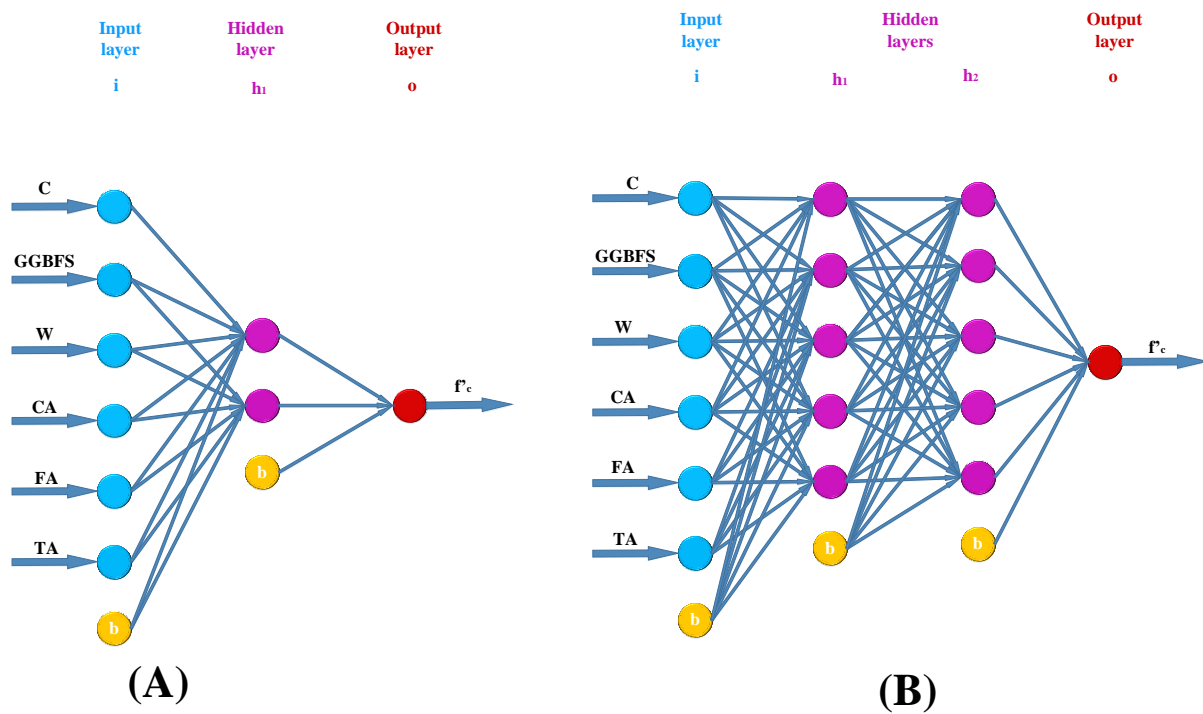 Input
layer
i
Hidden
layer
h1
Output
layer
o
C
GGBFS
W
CA
FA
TA
b
b
f’c
(A)
Input
layer
i
Hidden
layers
h1
h2
Output
layer
o
C
GGBFS
W
CA
FA
TA
b
b
b
f’c
(B)